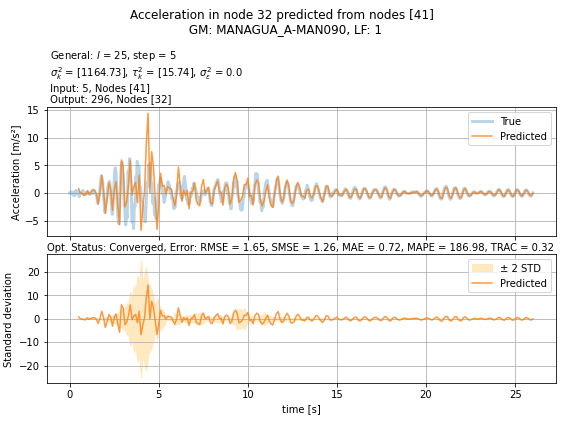 Acceleration in node 32 predicted from nodes [41]
GM: MANAGUA_A-MAN090, LF: 1
General: l = 25, step = 5
σ²ₖ = [1164.73], τ²ₖ = [15.74], σ²ε = 0.0
Input: 5, Nodes [41]
Output: 296, Nodes [32]
Acceleration [m/s²]
15
10
5
0
−5
True
Predicted
Opt. Status: Converged, Error: RMSE = 1.65, SMSE = 1.26, MAE = 0.72, MAPE = 186.98, TRAC = 0.32
Standard deviation
20
10
0
−10
−20
± 2 STD
Predicted
0 5 10 15 20 25
time [s]